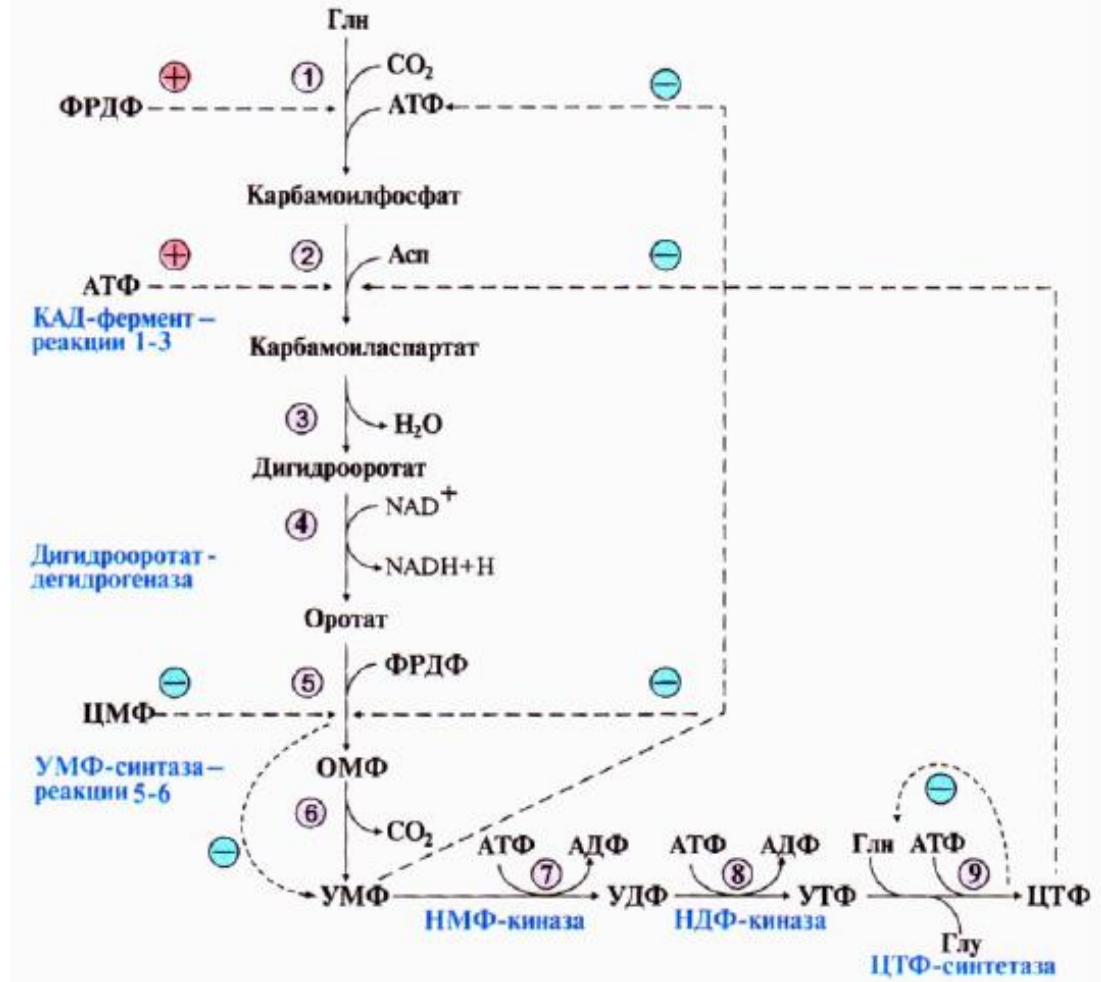 Глн
+
①
CO₂
−
ФРДФ
АТФ
Карбамоилфосфат
+
②
Асп
−
АТФ
КАД-фермент –
реакции 1-3
Карбамоиласпартат
③
H₂O
Дигидрооротат
NAD⁺
④
Дигидрооротат-
дегидрогеназа
NADH+H
Оротат
ФРДФ
−
⑤
−
ЦМФ
УМФ-синтаза –
реакции 5-6
ОМФ
⑥
CO₂
−
−
АТФ
АДФ
АТФ
АДФ
Глн
АТФ
⑦
⑧
⑨
УМФ
УДФ
УТФ
ЦТФ
НМФ-киназа
НДФ-киназа
Глу
ЦТФ-синтетаза